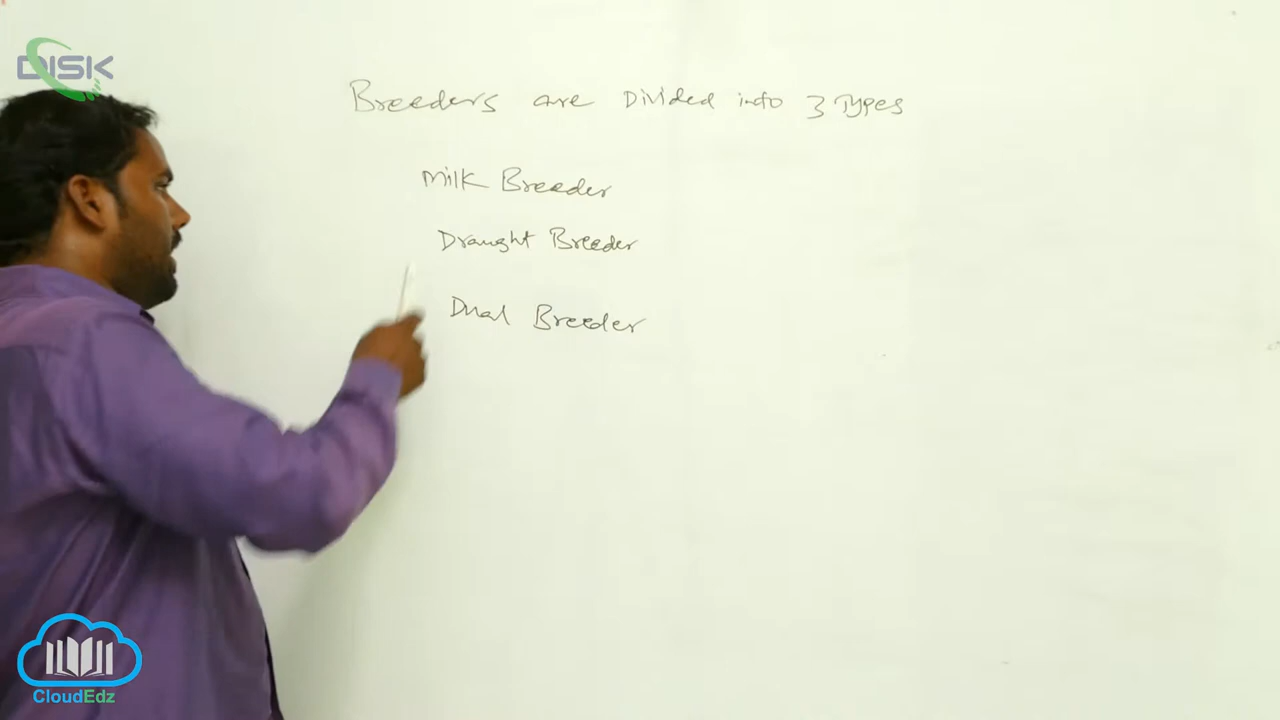 DISK
Breeders are Divided into 3 Types
Milk Breeder
Draught Breeder
Dual Breeder
CloudEdz